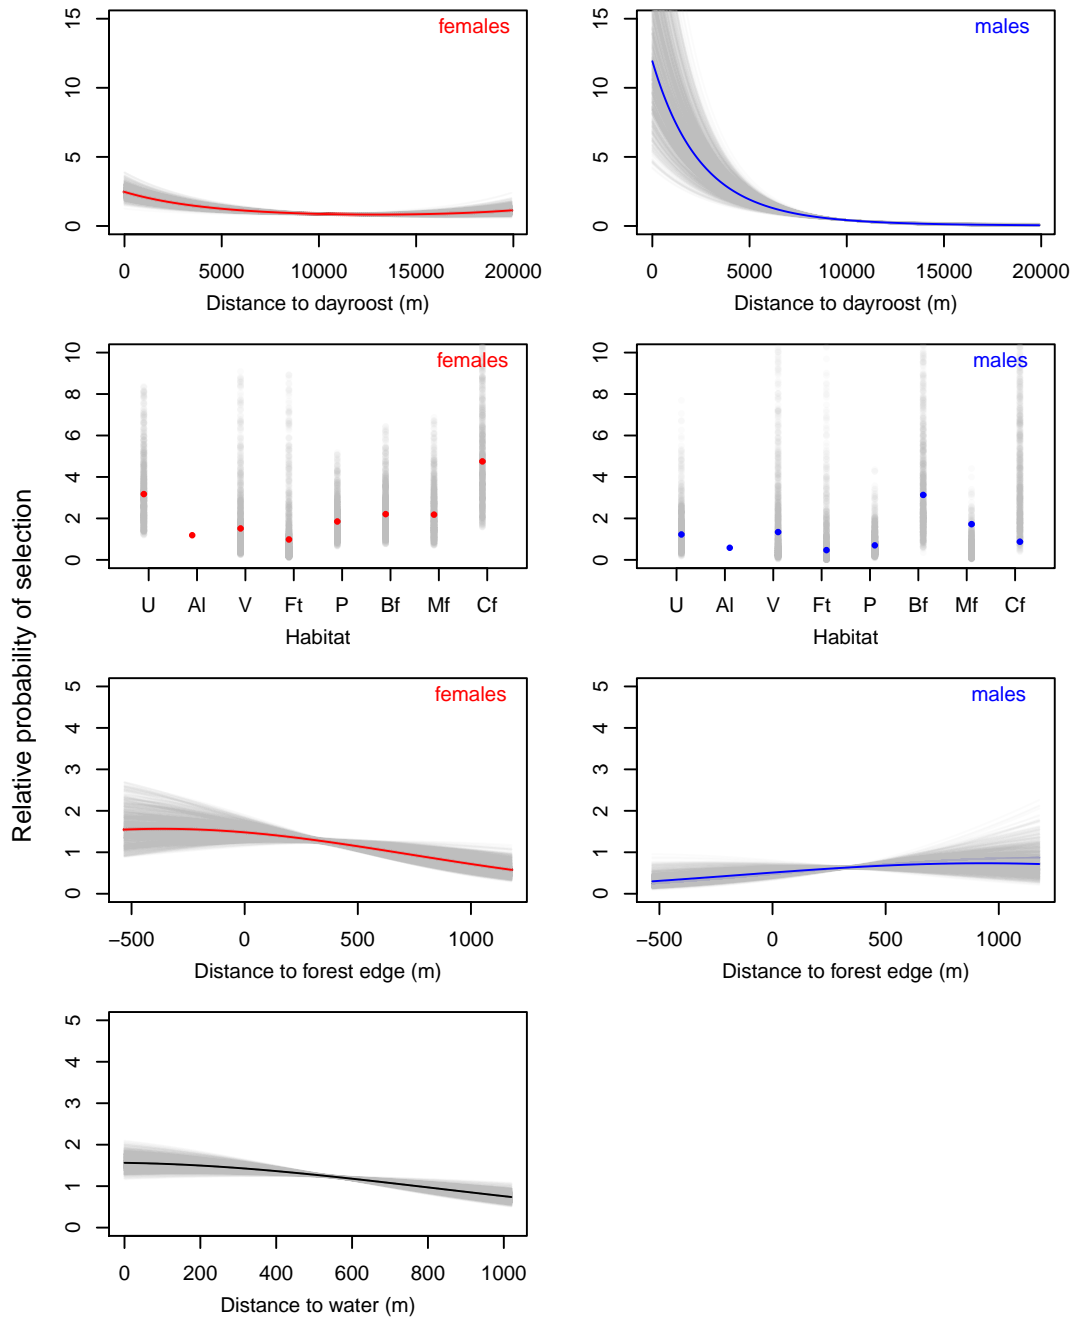 Relative probability of selection
females
15
10
5
0
0 5000 10000 15000 20000
Distance to dayroost (m)
males
15
10
5
0
0 5000 10000 15000 20000
Distance to dayroost (m)
females
10
8
6
4
2
0
U Al V Ft P Bf Mf Cf
Habitat
males
10
8
6
4
2
0
U Al V Ft P Bf Mf Cf
Habitat
females
5
4
3
2
1
0
−500 0 500 1000
Distance to forest edge (m)
males
5
4
3
2
1
0
−500 0 500 1000
Distance to forest edge (m)
5
4
3
2
1
0
0 200 400 600 800 1000
Distance to water (m)